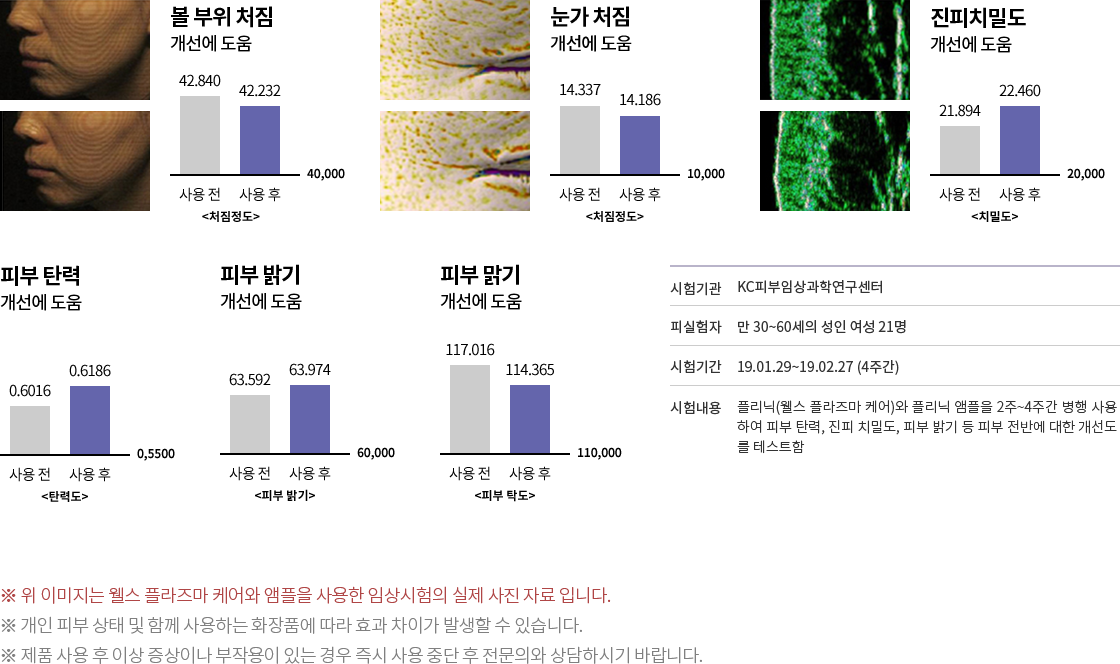 볼 부위 처짐
개선에 도움
42.840
42.232
40,000
사용 전
사용 후
<처짐정도>
눈가 처짐
개선에 도움
14.337
14.186
10,000
사용 전
사용 후
<처짐정도>
진피치밀도
개선에 도움
21.894
22.460
20,000
사용 전
사용 후
<치밀도>
피부 탄력
개선에 도움
0.6016
0.6186
0,5500
사용 전
사용 후
<탄력도>
피부 밝기
개선에 도움
63.592
63.974
60,000
사용 전
사용 후
<피부 밝기>
피부 맑기
개선에 도움
117.016
114.365
110,000
사용 전
사용 후
<피부 탁도>
시험기관 KC피부임상과학연구센터
피실험자 만 30~60세의 성인 여성 21명
시험기간 19.01.29~19.02.27 (4주간)
시험내용 플리닉(웰스 플라즈마 케어)와 플리닉 앰플을 2주~4주간 병행 사용
하여 피부 탄력, 진피 치밀도, 피부 밝기 등 피부 전반에 대한 개선도
를 테스트함
※ 위 이미지는 웰스 플라즈마 케어와 앰플을 사용한 임상시험의 실제 사진 자료 입니다.
※ 개인 피부 상태 및 함께 사용하는 화장품에 따라 효과 차이가 발생할 수 있습니다.
※ 제품 사용 후 이상 증상이나 부작용이 있는 경우 즉시 사용 중단 후 전문의와 상담하시기 바랍니다.